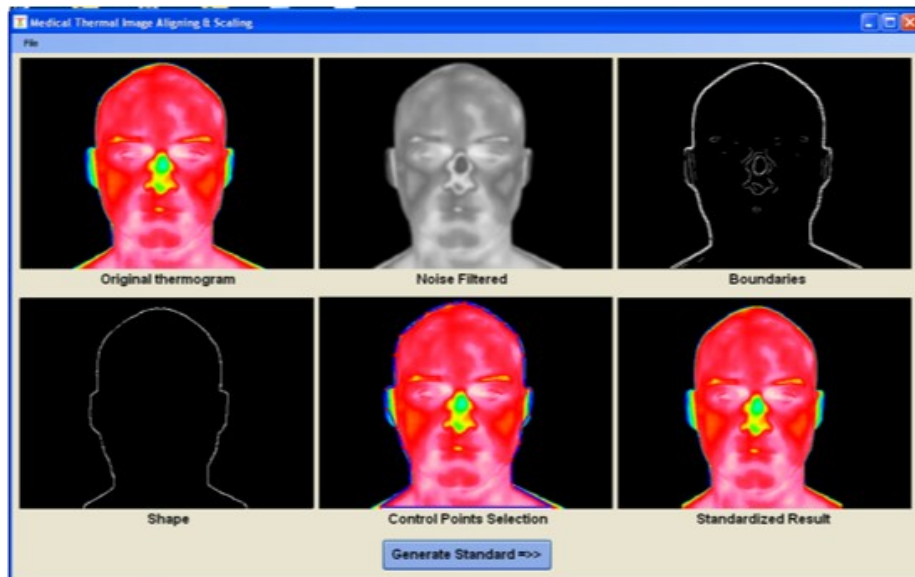 Medical Thermal Image Aligning & Scaling
File
Original thermogram
Noise Filtered
Boundaries
Shape
Control Points Selection
Standardized Result
Generate Standard =>>